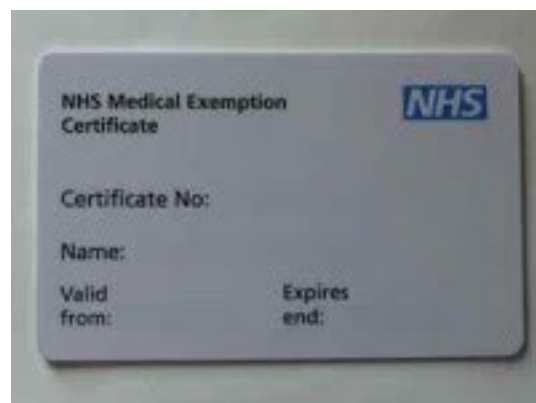 NHS Medical Exemption
Certificate
NHS
Certificate No:
Name:
Valid
from:
Expires
end: